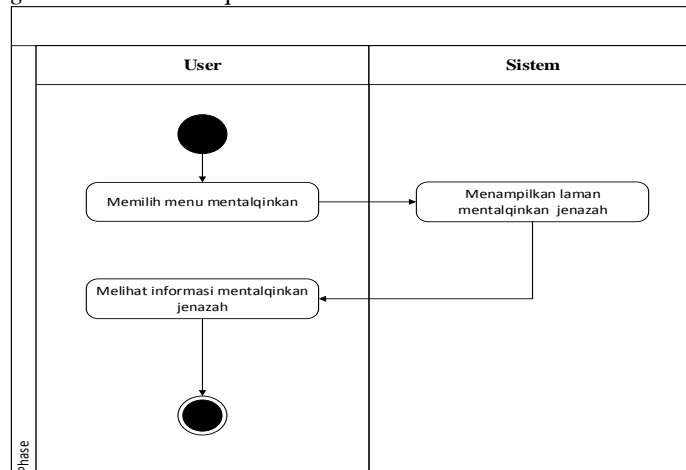 User
Sistem
Memilih menu mentalqinkan
Menampilkan laman
mentalqinkan jenazah
Melihat informasi mentalqinkan
jenazah
Phase